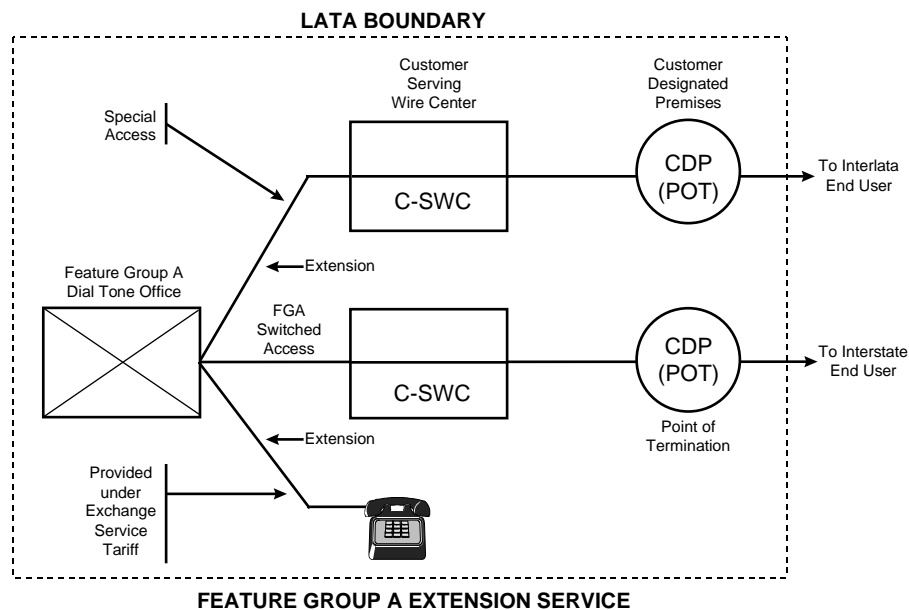 LATA BOUNDARY
Special
Access
Customer
Serving
Wire Center
Customer
Designated
Premises
C-SWC
CDP
(POT)
To Interlata
End User
Extension
Feature Group A
Dial Tone Office
FGA
Switched
Access
C-SWC
CDP
(POT)
To Interstate
End User
Point of
Termination
Extension
Provided
under
Exchange
Service
Tariff
FEATURE GROUP A EXTENSION SERVICE